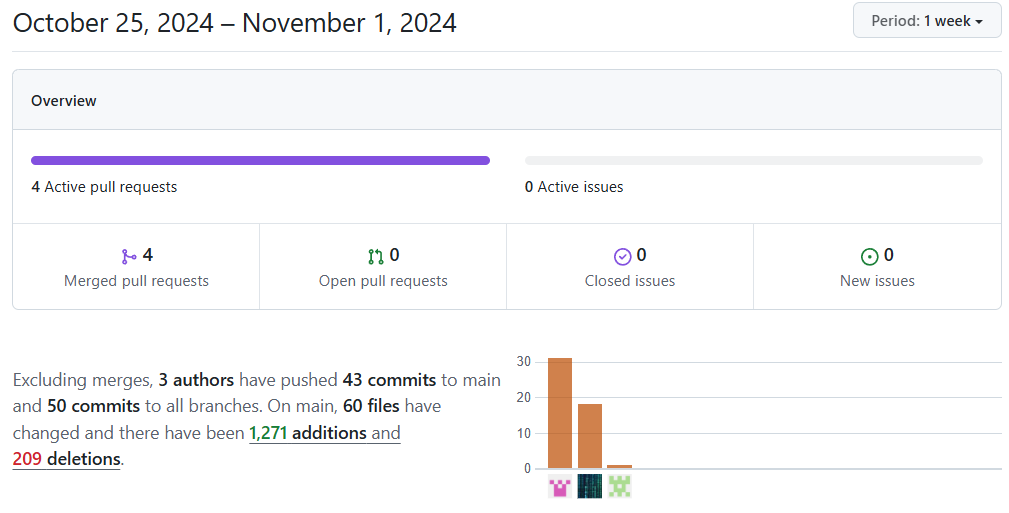 October 25, 2024 – November 1, 2024
Period: 1 week
Overview
4 Active pull requests
0 Active issues
4
Merged pull requests
0
Open pull requests
0
Closed issues
0
New issues
Excluding merges, 3 authors have pushed 43 commits to main
and 50 commits to all branches. On main, 60 files have
changed and there have been 1,271 additions and
209 deletions.
30
20
10
0